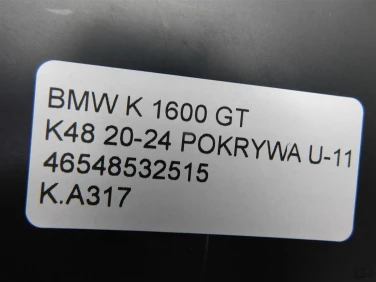 BMW K 1600 GT
K48 20-24 POKRYWA U-11
46548532515
K.A317